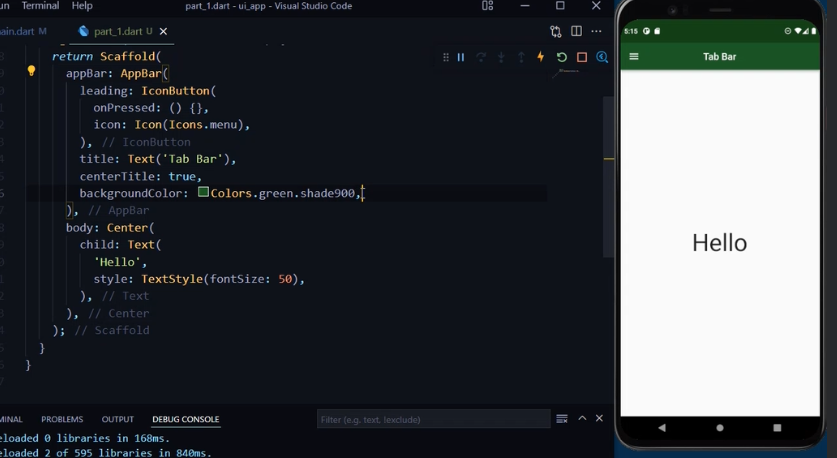 un Terminal Help part_1.dart - ui_app - Visual Studio Code
ain.dart M part_1.dart U
return Scaffold(
appBar: AppBar(
leading: IconButton(
onPressed: () {},
icon: Icon(Icons.menu),
), // IconButton
title: Text('Tab Bar'),
centerTitle: true,
backgroundColor: Colors.green.shade900,
), // AppBar
body: Center(
child: Text(
'Hello',
style: TextStyle(fontSize: 50),
), // Text
), // Center
); // Scaffold
}
}
MINAL PROBLEMS OUTPUT DEBUG CONSOLE Filter (e.g. text, !exclude)
eloaded 0 libraries in 168ms.
eloaded 2 of 595 libraries in 840ms.
5:15
Tab Bar
Hello